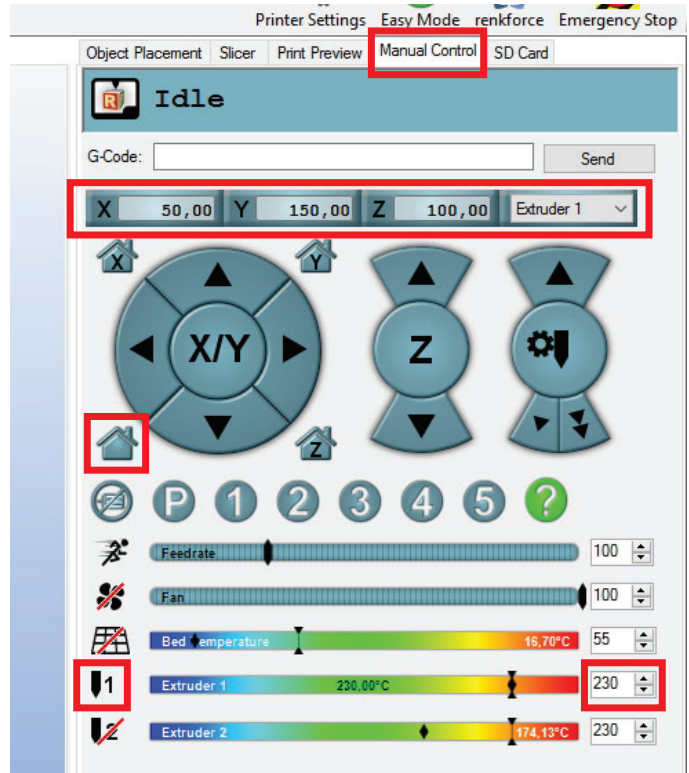 Printer Settings Easy Mode renkforce Emergency Stop
Object Placement Slicer Print Preview Manual Control SD Card
R Idle
G-Code: Send
X 50,00 Y 150,00 Z 100,00 Extruder 1
X Y
X/Y Z
Z
P 1 2 3 4 5 ?
Feedrate 100
Fan 100
Bed Temperature 16,70°C 55
1 Extruder 1 230,00°C 230
2 Extruder 2 174,13°C 230